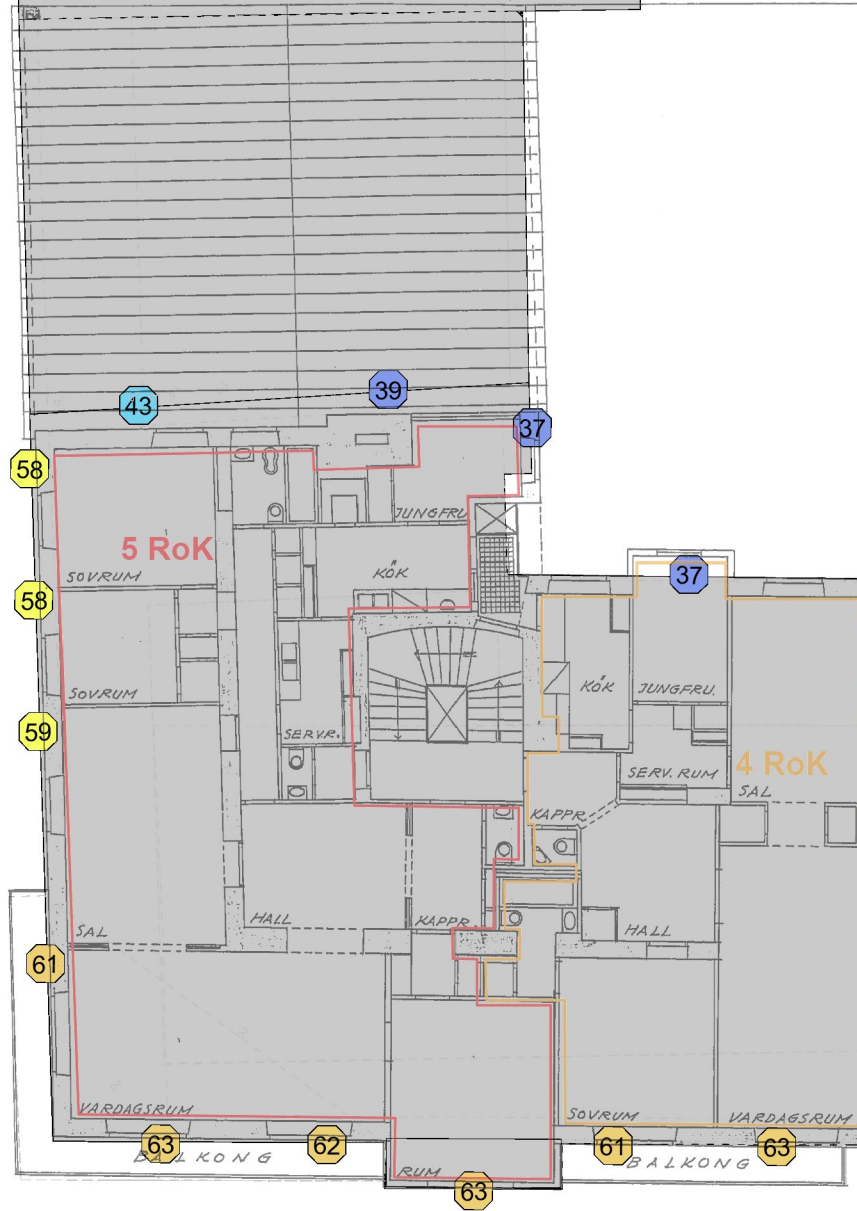 39
43
37
58
JUNGFRU
5 RoK
KÖK
SOVRUM
37
58
KÖK
JUNGFRU.
SOVRUM
59
SERVR.
SERV. RUM
4 RoK
SAL
KAPPR.
HALL
KAPPR.
HALL
SAL
61
VARDAGSRUM
SOVRUM
VARDAGSRUM
63
62
61
63
BALKONG
BALKONG
RUM
63